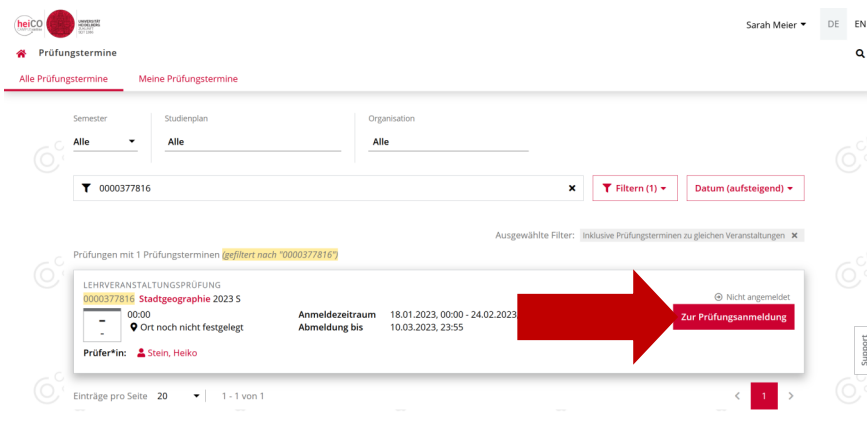 heiCO
UNIVERSITÄT
HEIDELBERG
ZUKUNFT
SEIT 1386
Sarah Meier
DE EN
Prüfungstermine
Alle Prüfungstermine Meine Prüfungstermine
Semester Studienplan Organisation
Alle Alle Alle
0000377816
Filtern (1)
Datum (aufsteigend)
Ausgewählte Filter: Inklusive Prüfungsterminen zu gleichen Veranstaltungen
Prüfungen mit 1 Prüfungsterminen (gefiltert nach "0000377816")
LEHRVERANSTALTUNGSPRÜFUNG
0000377816 Stadtgeographie 2023 S
Nicht angemeldet
- 00:00 Anmeldezeitraum 18.01.2023, 00:00 - 24.02.2023
Zur Prüfungsanmeldung
- Ort noch nicht festgelegt Abmeldung bis 10.03.2023, 23:55
Prüfer*in: Stein, Heiko
Support
Einträge pro Seite 20 1 - 1 von 1
< 1 >